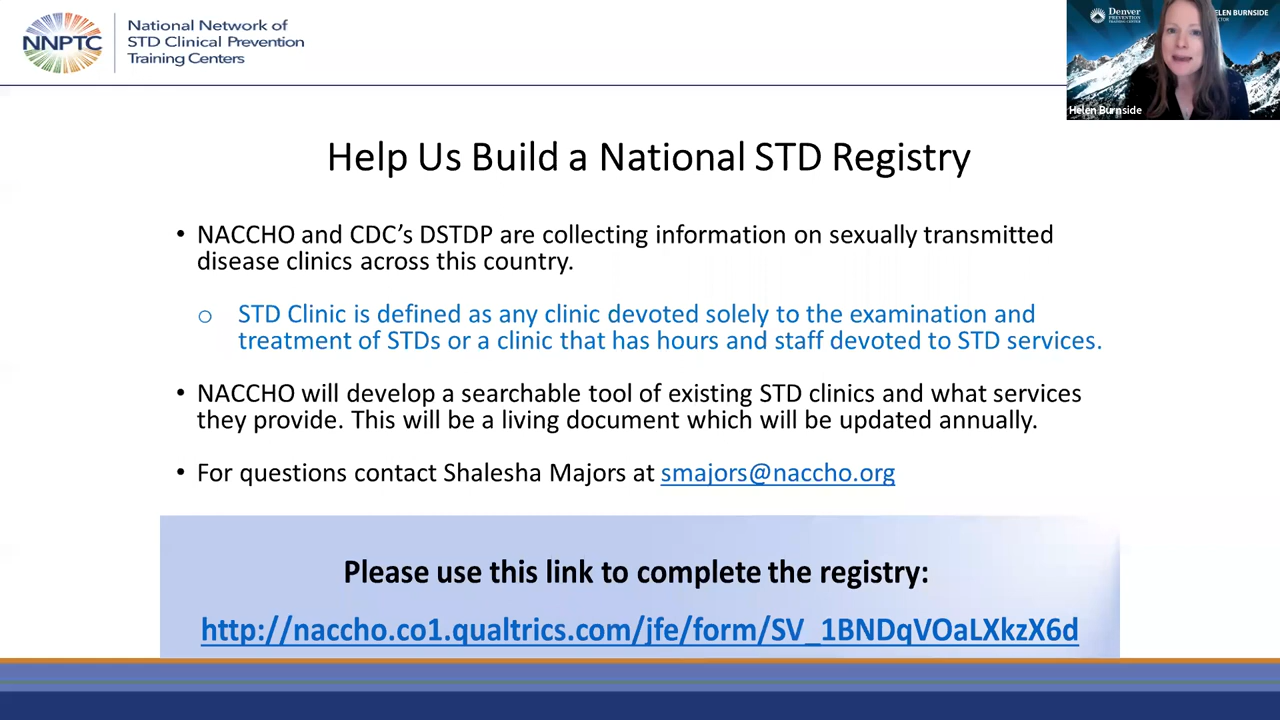 NNPTC
National Network of
STD Clinical Prevention
Training Centers
Denver
PREVENTION
TRAINING CENTER
HELEN BURNSIDE
Helen Burnside
Help Us Build a National STD Registry
• NACCHO and CDC's DSTDP are collecting information on sexually transmitted
disease clinics across this country.
o STD Clinic is defined as any clinic devoted solely to the examination and
treatment of STDs or a clinic that has hours and staff devoted to STD services.
• NACCHO will develop a searchable tool of existing STD clinics and what services
they provide. This will be a living document which will be updated annually.
• For questions contact Shalesha Majors at smajors@naccho.org
Please use this link to complete the registry:
http://naccho.co1.qualtrics.com/jfe/form/SV_1BNDqVOaLXkzX6d